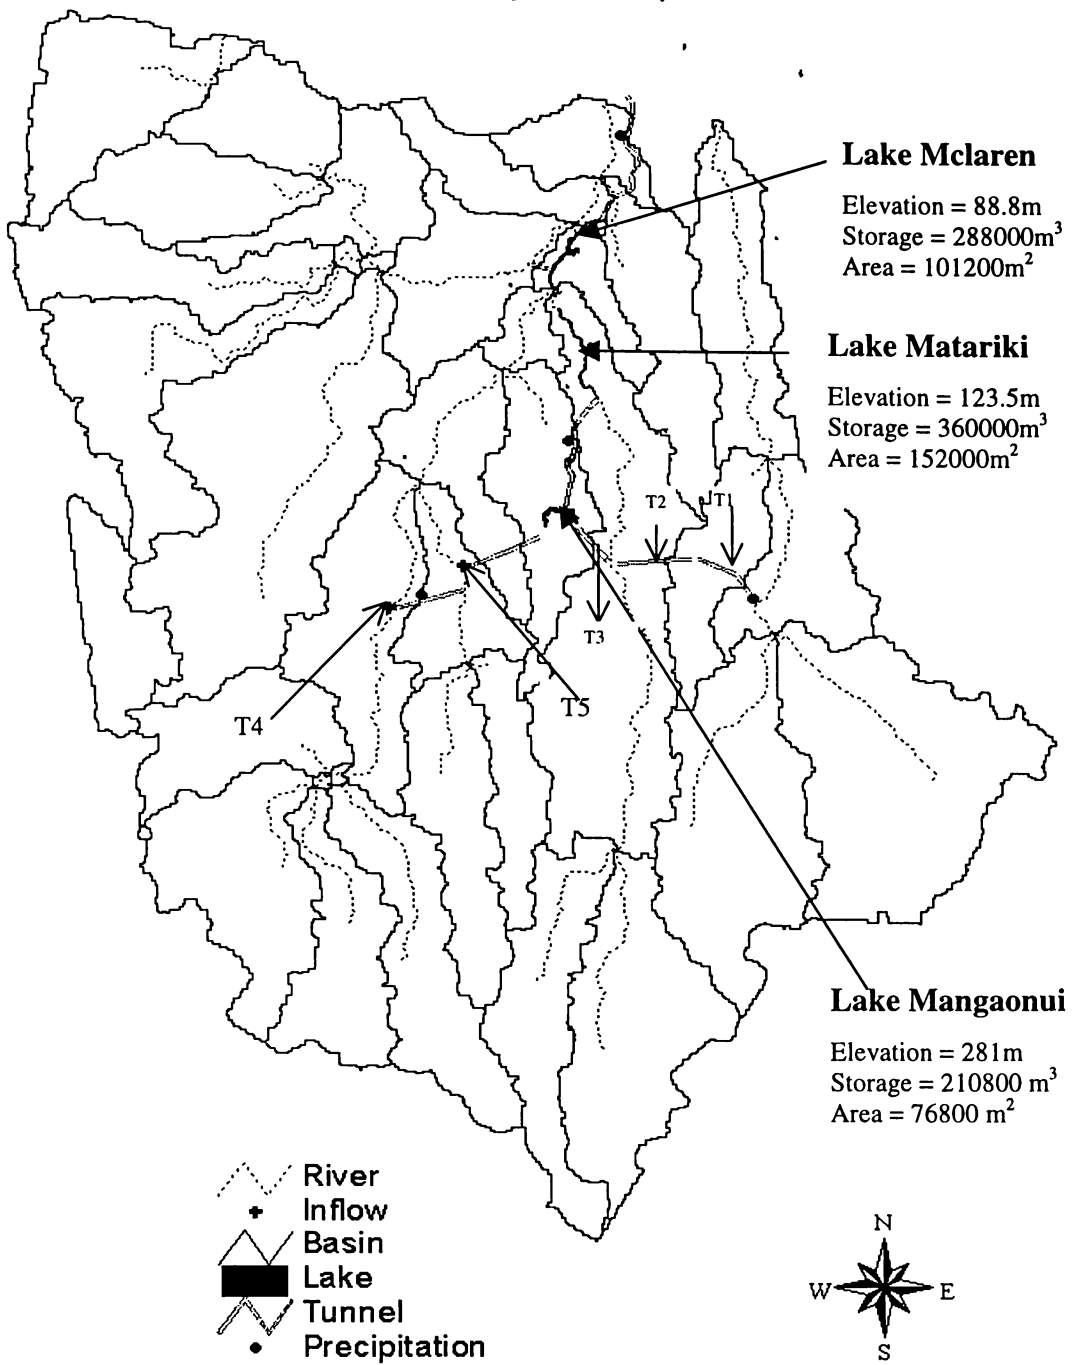 Lake Mclaren
Elevation = 88.8m
Storage = 288000m³
Area = 101200m²
Lake Matariki
Elevation = 123.5m
Storage = 360000m³
Area = 152000m²
T2
T1
T3
T4
T5
Lake Mangaonui
Elevation = 281m
Storage = 210800 m³
Area = 76800 m²
River
Inflow
Basin
Lake
Tunnel
Precipitation
N
W
E
S